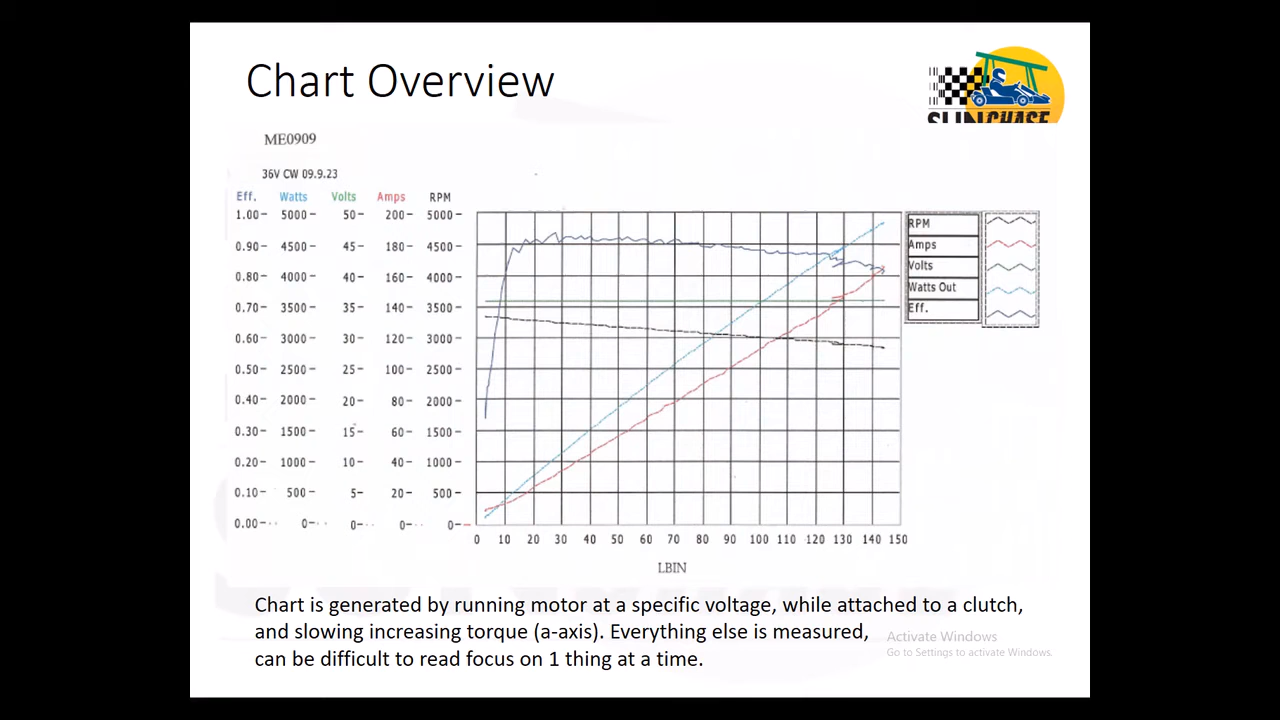 Chart Overview
SUNCHASE
ME0909
36V CW 09.9.23
Eff. Watts Volts Amps RPM
1.00 5000 50 200 5000
0.90 4500 45 180 4500
0.80 4000 40 160 4000
0.70 3500 35 140 3500
0.60 3000 30 120 3000
0.50 2500 25 100 2500
0.40 2000 20 80 2000
0.30 1500 15 60 1500
0.20 1000 10 40 1000
0.10 500 5 20 500
0.00 0 0 0 0
RPM
Amps
Volts
Watts Out
Eff.
0 10 20 30 40 50 60 70 80 90 100 110 120 130 140 150
LBIN
Chart is generated by running motor at a specific voltage, while attached to a clutch,
and slowing increasing torque (a-axis). Everything else is measured,
can be difficult to read focus on 1 thing at a time.
Activate Windows
Go to Settings to activate Windows.